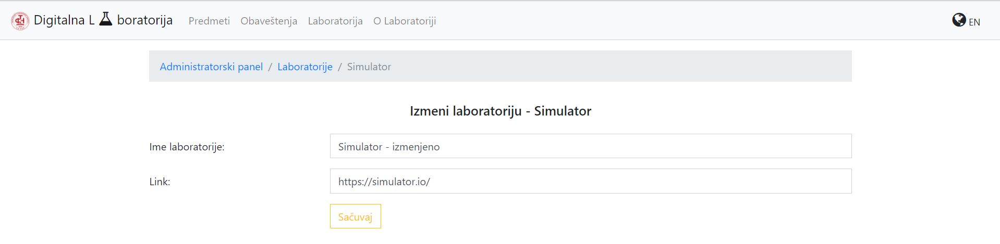 Digitalna L boratorija Predmeti Obaveštenja Laboratorija O Laboratoriji EN
Administratorski panel / Laboratorije / Simulator
Izmeni laboratoriju - Simulator
Ime laboratorije: Simulator - izmenjeno
Link: https://simulator.io/
Sačuvaj